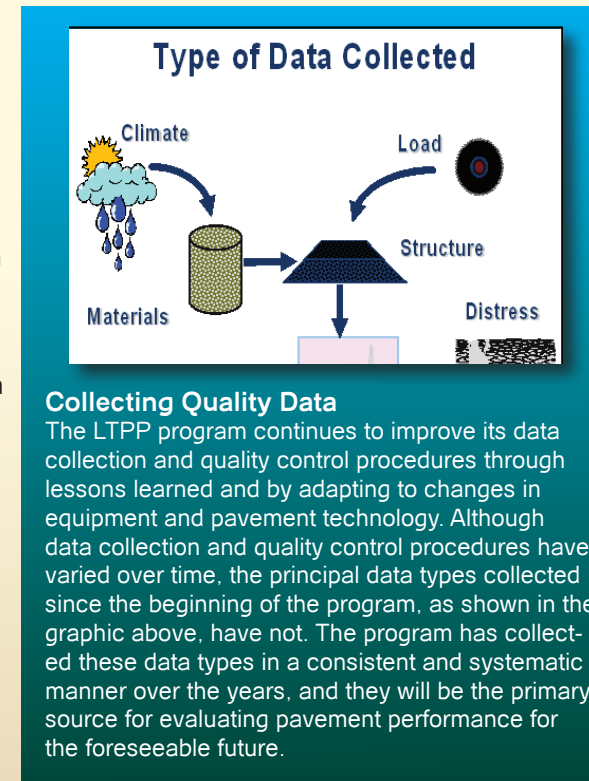 Type of Data Collected
Climate
Load
Structure
Materials
Distress
Collecting Quality Data
The LTPP program continues to improve its data
collection and quality control procedures through
lessons learned and by adapting to changes in
equipment and pavement technology. Although
data collection and quality control procedures have
varied over time, the principal data types collected
since the beginning of the program, as shown in the
graphic above, have not. The program has collect-
ed these data types in a consistent and systematic
manner over the years, and they will be the primary
source for evaluating pavement performance for
the foreseeable future.